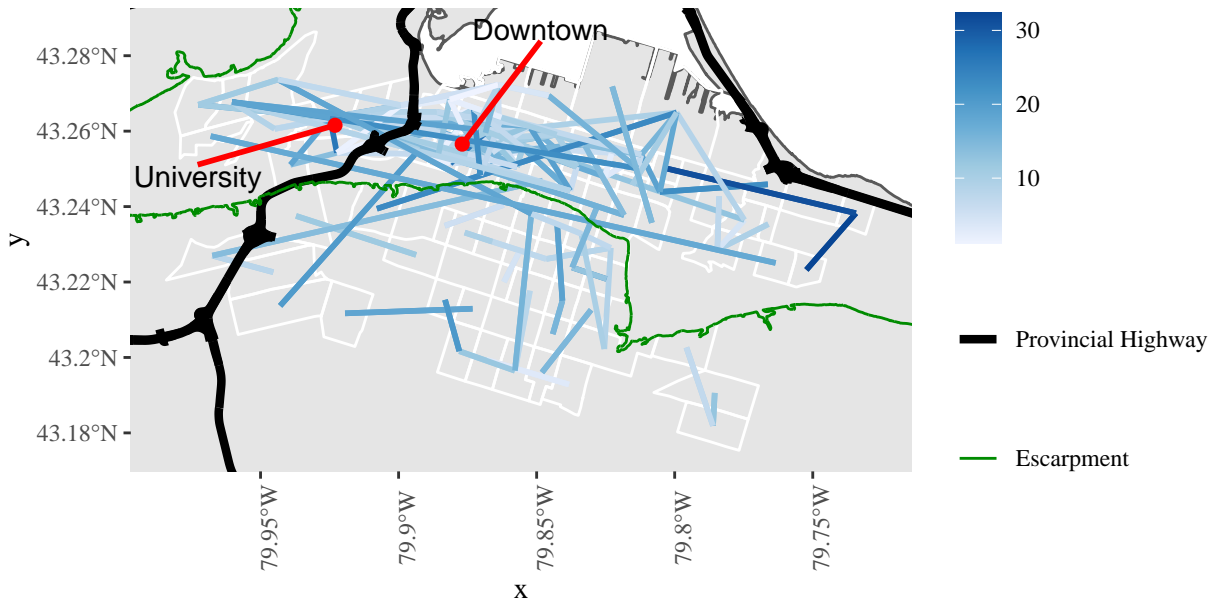 Downtown
University
43.28°N
43.26°N
43.24°N
43.22°N
43.2°N
43.18°N
y
79.95°W
79.9°W
79.85°W
79.8°W
79.75°W
x
30
20
10
Provincial Highway
Escarpment